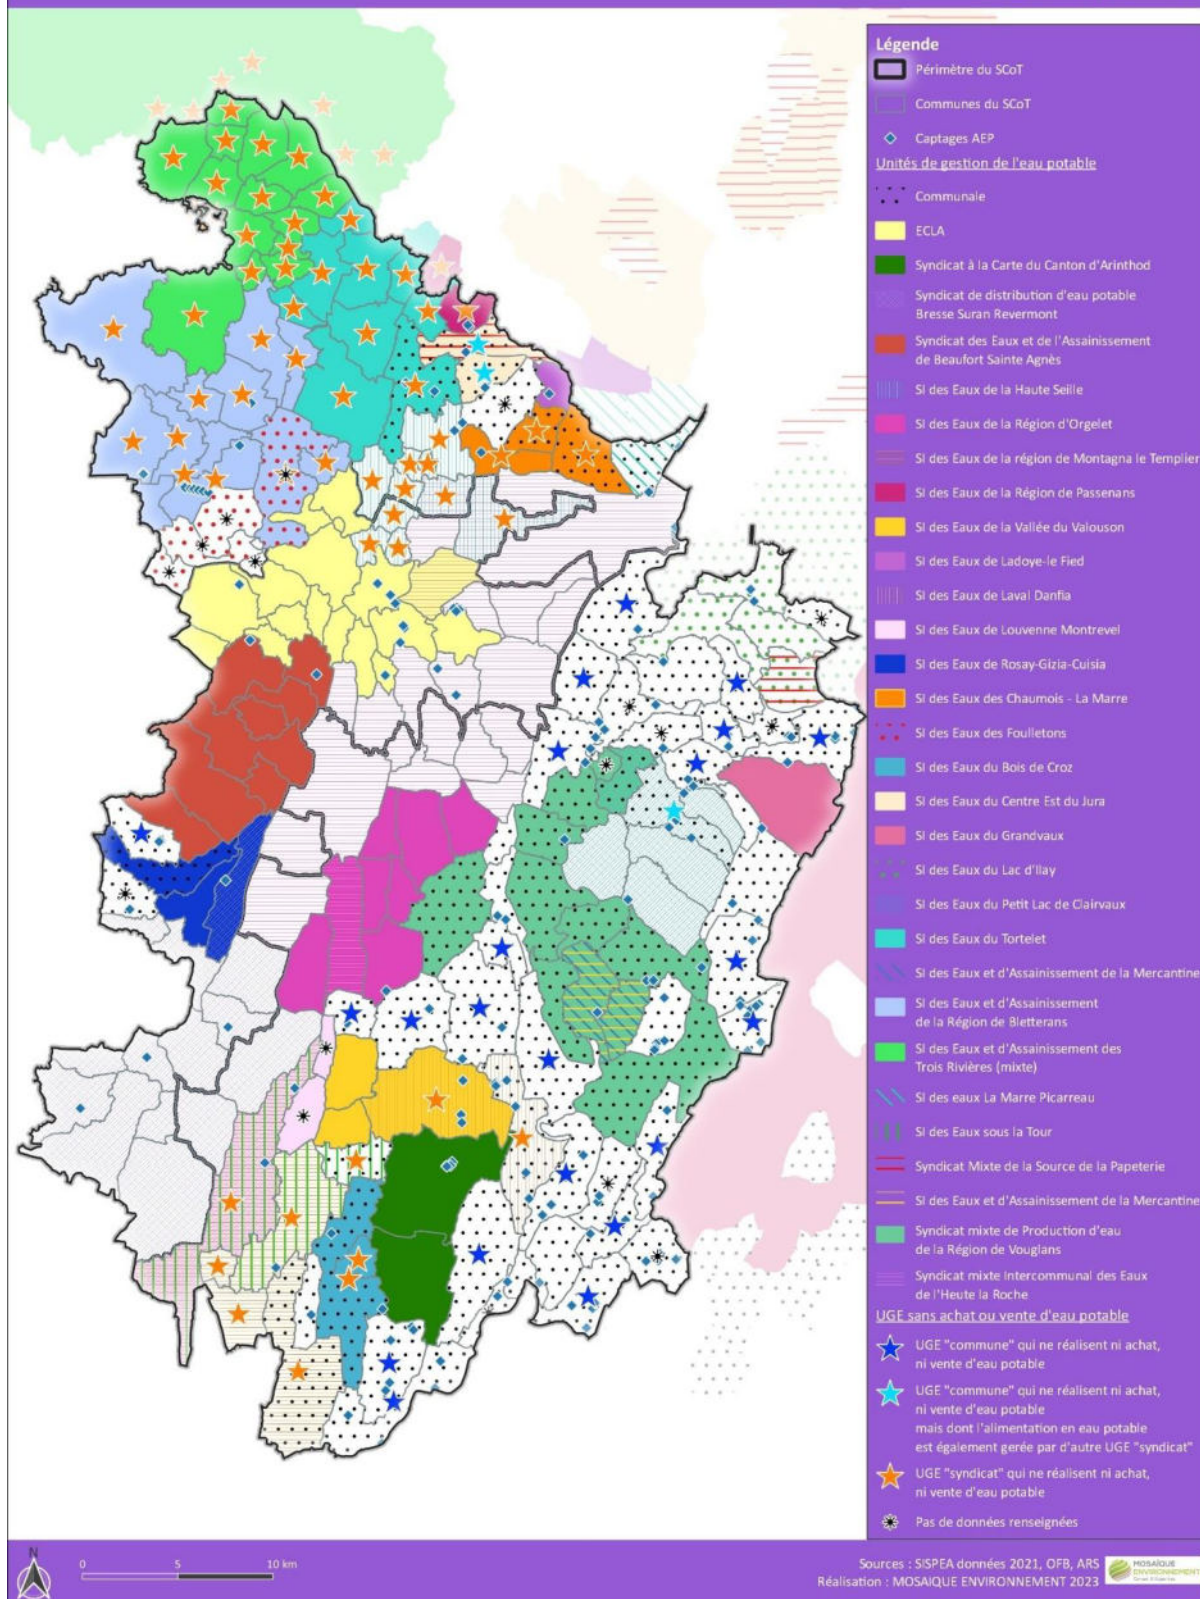 Légende
Périmètre du SCoT
Communes du SCoT
Captages AEP
Unités de gestion de l'eau potable
Communale
ECLA
Syndicat à la Carte du Canton d'Arinthod
Syndicat de distribution d'eau potable
Bresse Suran Revermont
Syndicat des Eaux et de l'Assainissement
de Beaufort Sainte Agnès
SI des Eaux de la Haute Seille
SI des Eaux de la Région d'Orgelet
SI des Eaux de la région de Montagna le Templier
SI des Eaux de la Région de Passenans
SI des Eaux de la Vallée du Valouson
SI des Eaux de Ladoye-le Fied
SI des Eaux de Laval Danfia
SI des Eaux de Louvenne Montrevel
SI des Eaux de Rosay-Gizia-Cuisia
SI des Eaux des Chaumois - La Marre
SI des Eaux des Foulletons
SI des Eaux du Bois de Croz
SI des Eaux du Centre Est du Jura
SI des Eaux du Grandvaux
SI des Eaux du Lac d'Ilay
SI des Eaux du Petit Lac de Clairvaux
SI des Eaux du Tortelet
SI des Eaux et d'Assainissement de la Mercantine
SI des Eaux et d'Assainissement
de la Région de Bletterans
SI des Eaux et d'Assainissement des
Trois Rivières (mixte)
SI des eaux La Marre Picarreau
SI des Eaux sous la Tour
Syndicat Mixte de la Source de la Papeterie
SI des Eaux et d'Assainissement de la Mercantine
Syndicat mixte de Production d'eau
de la Région de Vouglans
Syndicat mixte Intercommunal des Eaux
de l'Heute la Roche
UGE sans achat ou vente d'eau potable
UGE "commune" qui ne réalisent ni achat,
ni vente d'eau potable
UGE "commune" qui ne réalisent ni achat,
ni vente d'eau potable
mais dont l'alimentation en eau potable
est également gerée par d'autre UGE "syndicat"
UGE "syndicat" qui ne réalisent ni achat,
ni vente d'eau potable
Pas de données renseignées
N
0 5 10 km
Sources : SISPEA données 2021, OFB, ARS
Réalisation : MOSAIQUE ENVIRONNEMENT 2023
MOSAÏQUE
ENVIRONNEMENT